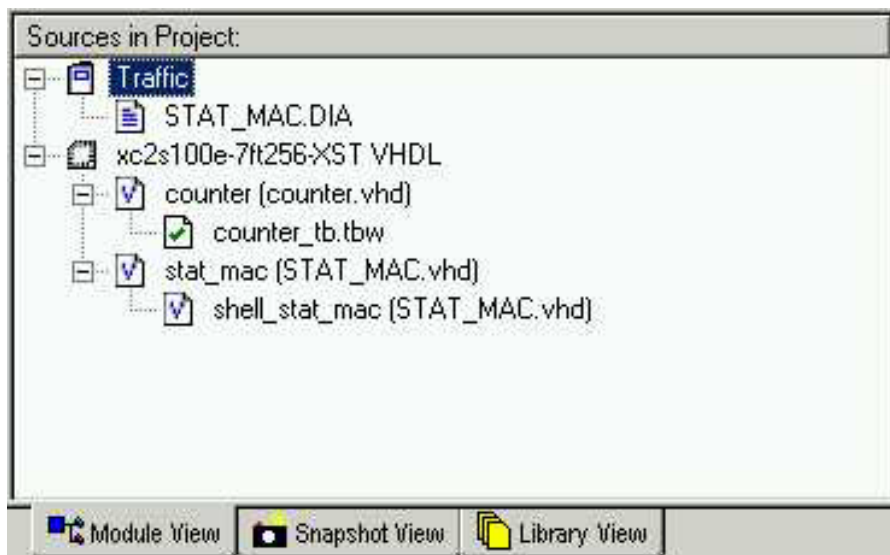 Sources in Project:
Traffic
STAT_MAC.DIA
xc2s100e-7ft256-XST VHDL
counter (counter.vhd)
counter_tb.tbw
stat_mac (STAT_MAC.vhd)
shell_stat_mac (STAT_MAC.vhd)
Module View Snapshot View Library View